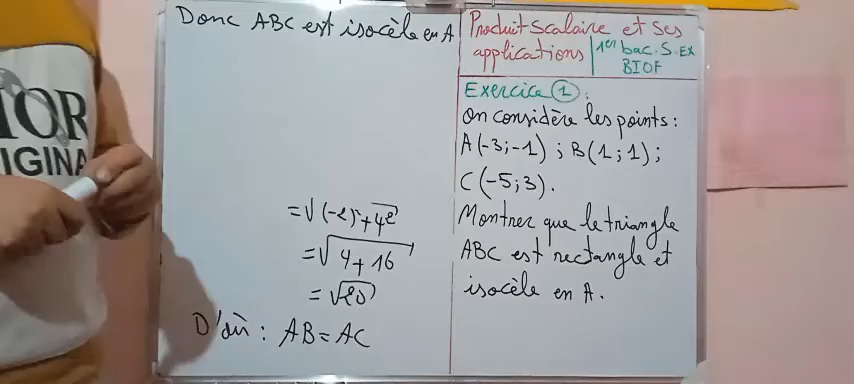 Donc ABC est isocèle en A
= √(-2)²+4²
= √4+16
= √20
D'où : AB = AC
Produit scalaire et ses
applications | 1er bac. S. EX
BIOF
Exercice 1 :
On considère les points :
A(-3;-1) ; B(1;1) ;
C(-5;3).
Montrer que le triangle
ABC est rectangle et
isocèle en A.
IOR
IGINA